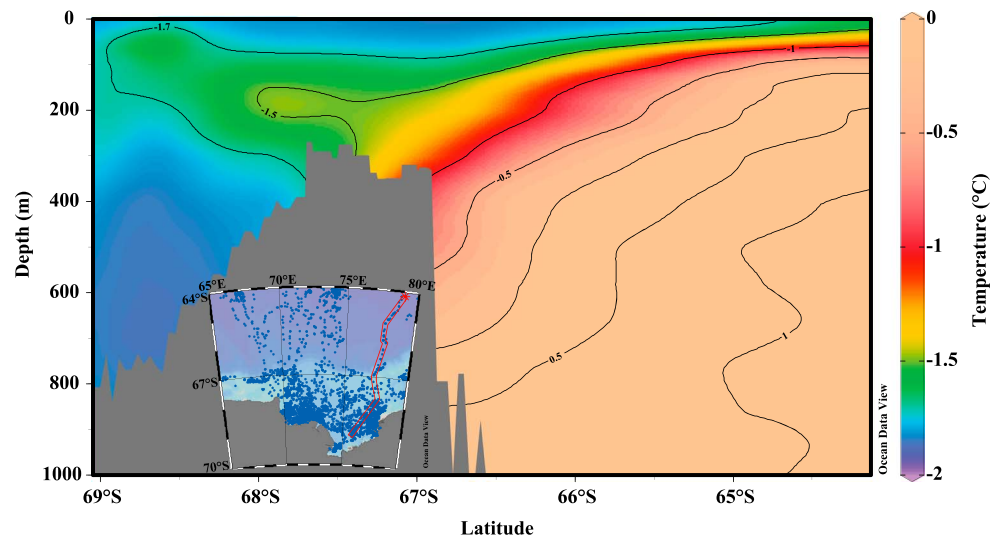 0
200
400
600
800
1000
Depth (m)
69°S
68°S
67°S
66°S
65°S
Latitude
-1.7
-1.5
-1
-0.5
0.5
1
65°E
70°E
75°E
80°E
64°S
67°S
70°S
Ocean Data View
Ocean Data View
0
-0.5
-1
-1.5
-2
Temperature (°C)